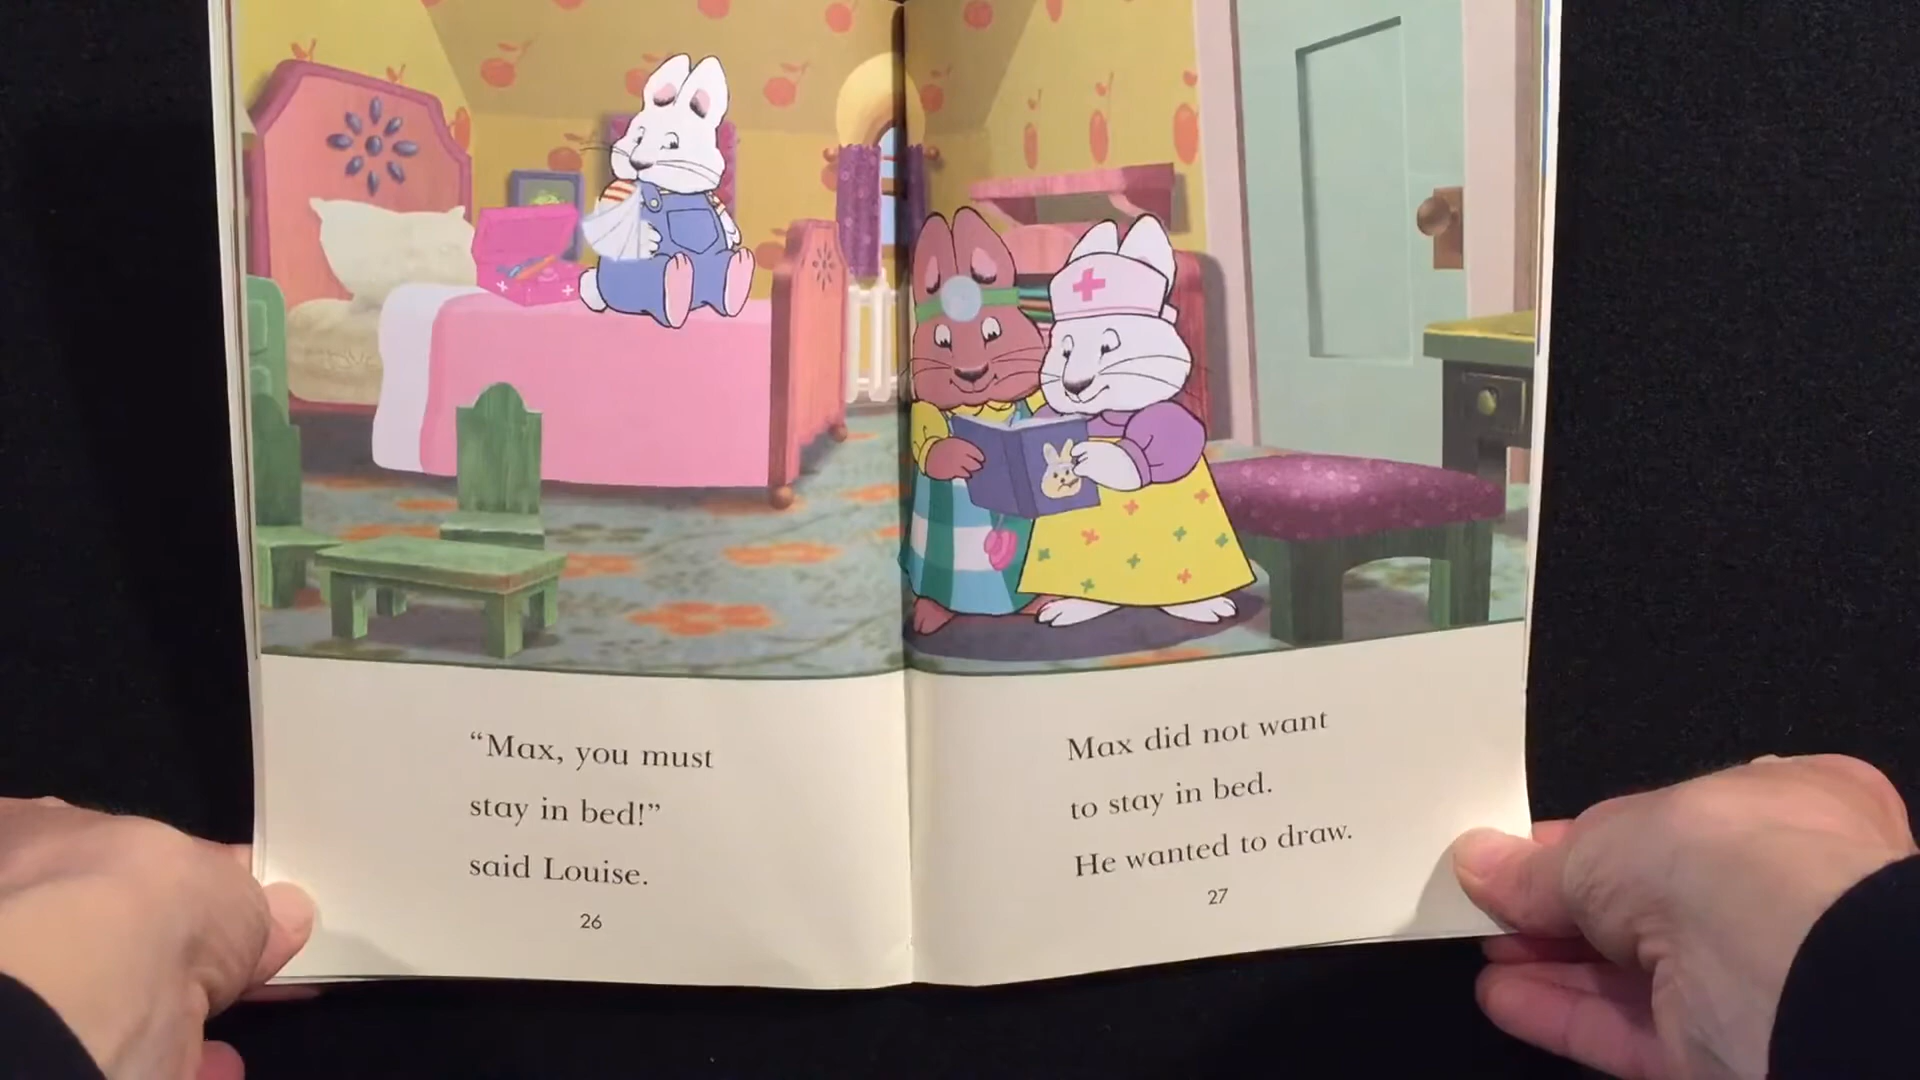 “Max, you must
stay in bed!”
said Louise.
26
Max did not want
to stay in bed.
He wanted to draw.
27